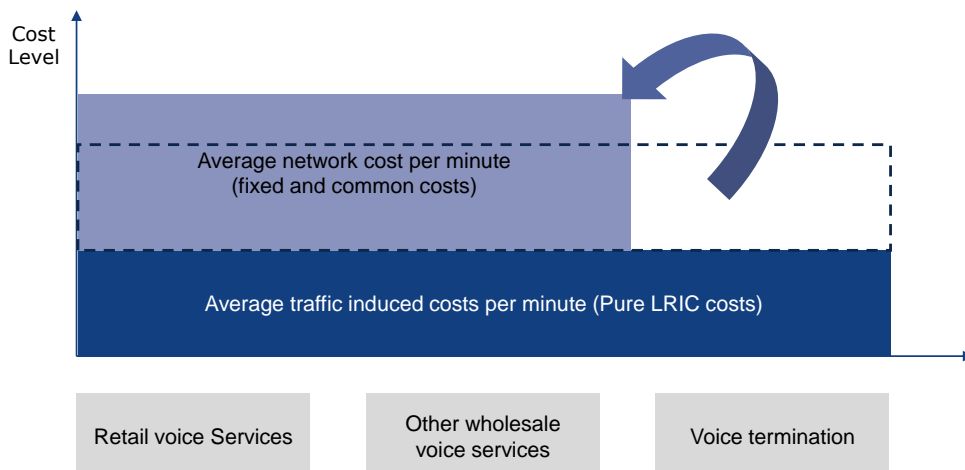 Cost
Level
Average network cost per minute
(fixed and common costs)
Average traffic induced costs per minute (Pure LRIC costs)
Retail voice Services
Other wholesale
voice services
Voice termination